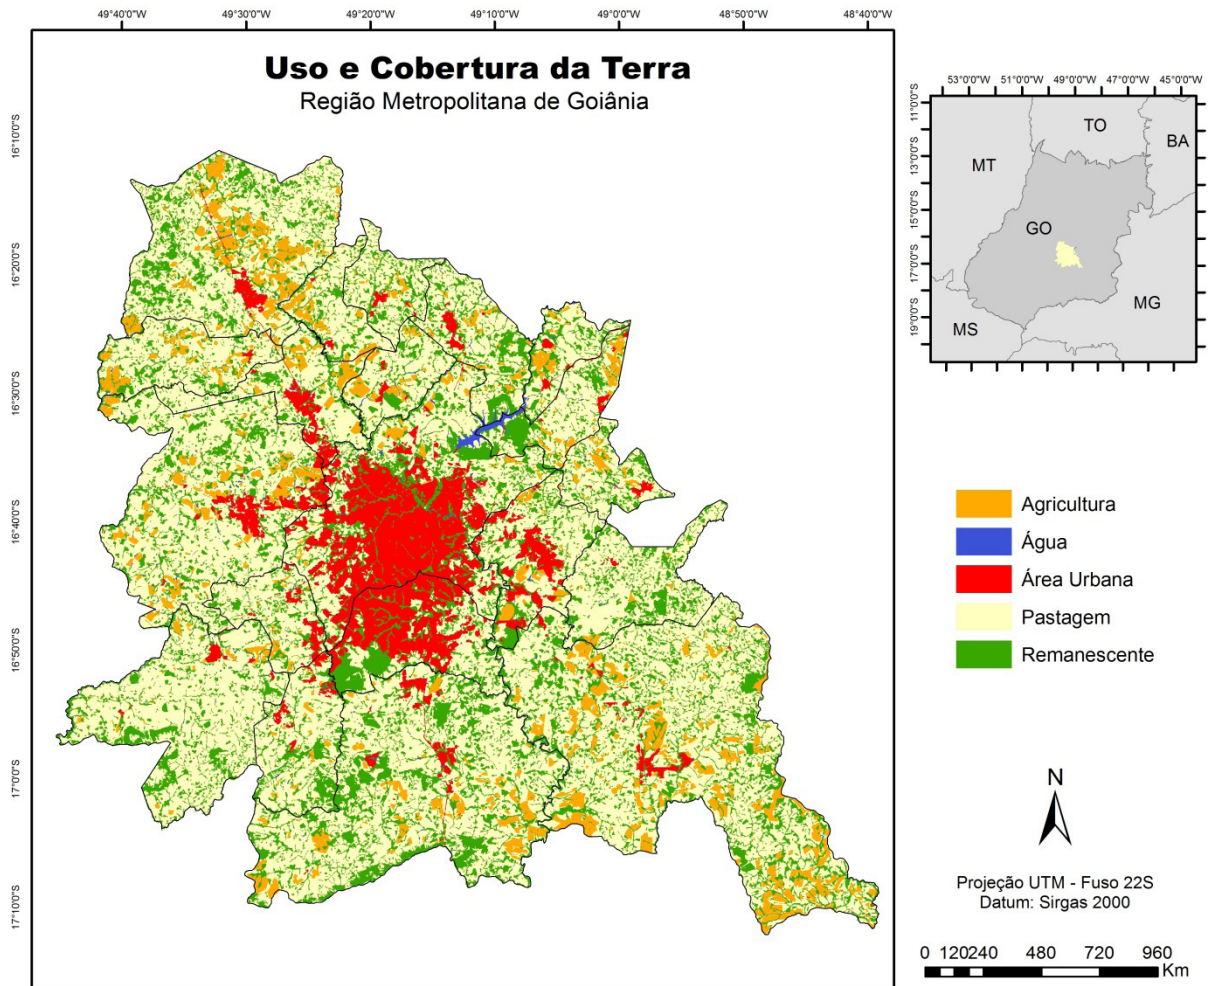 49°40'0"W 49°30'0"W 49°20'0"W 49°10'0"W 49°0'0"W 48°50'0"W 48°40'0"W
Uso e Cobertura da Terra
Região Metropolitana de Goiânia
16°10'0"S
16°20'0"S
16°30'0"S
16°40'0"S
16°50'0"S
17°0'0"S
17°10'0"S
53°0'0"W 51°0'0"W 49°0'0"W 47°0'0"W 45°0'0"W
11°0'0"S
13°0'0"S
15°0'0"S
17°0'0"S
19°0'0"S
TO
BA
MT
GO
MG
MS
Agricultura
Água
Área Urbana
Pastagem
Remanescente
N
Projeção UTM - Fuso 22S
Datum: Sirgas 2000
0 120240 480 720 960
Km